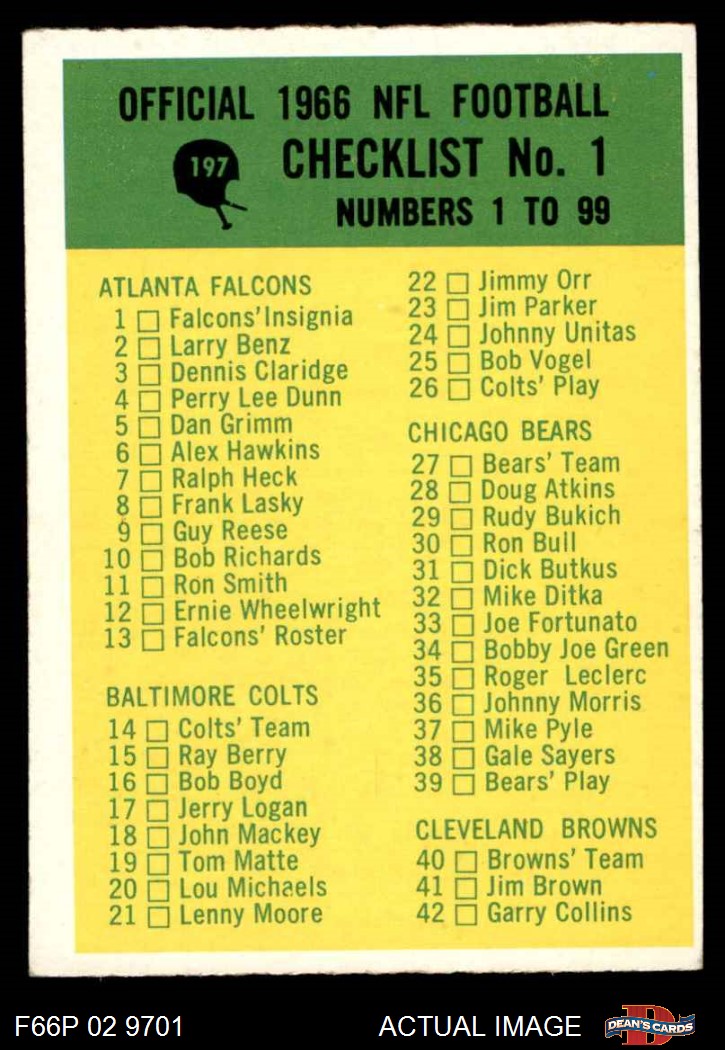 OFFICIAL 1966 NFL FOOTBALL
197
CHECKLIST No. 1
NUMBERS 1 TO 99
ATLANTA FALCONS
1 Falcons' Insignia
2 Larry Benz
3 Dennis Claridge
4 Perry Lee Dunn
5 Dan Grimm
6 Alex Hawkins
7 Ralph Heck
8 Frank Lasky
9 Guy Reese
10 Bob Richards
11 Ron Smith
12 Ernie Wheelwright
13 Falcons' Roster
BALTIMORE COLTS
14 Colts' Team
15 Ray Berry
16 Bob Boyd
17 Jerry Logan
18 John Mackey
19 Tom Matte
20 Lou Michaels
21 Lenny Moore
22 Jimmy Orr
23 Jim Parker
24 Johnny Unitas
25 Bob Vogel
26 Colts' Play
CHICAGO BEARS
27 Bears' Team
28 Doug Atkins
29 Rudy Bukich
30 Ron Bull
31 Dick Butkus
32 Mike Ditka
33 Joe Fortunato
34 Bobby Joe Green
35 Roger Leclerc
36 Johnny Morris
37 Mike Pyle
38 Gale Sayers
39 Bears' Play
CLEVELAND BROWNS
40 Browns' Team
41 Jim Brown
42 Garry Collins
F66P 02 9701
ACTUAL IMAGE
D
DEAN'S CARDS